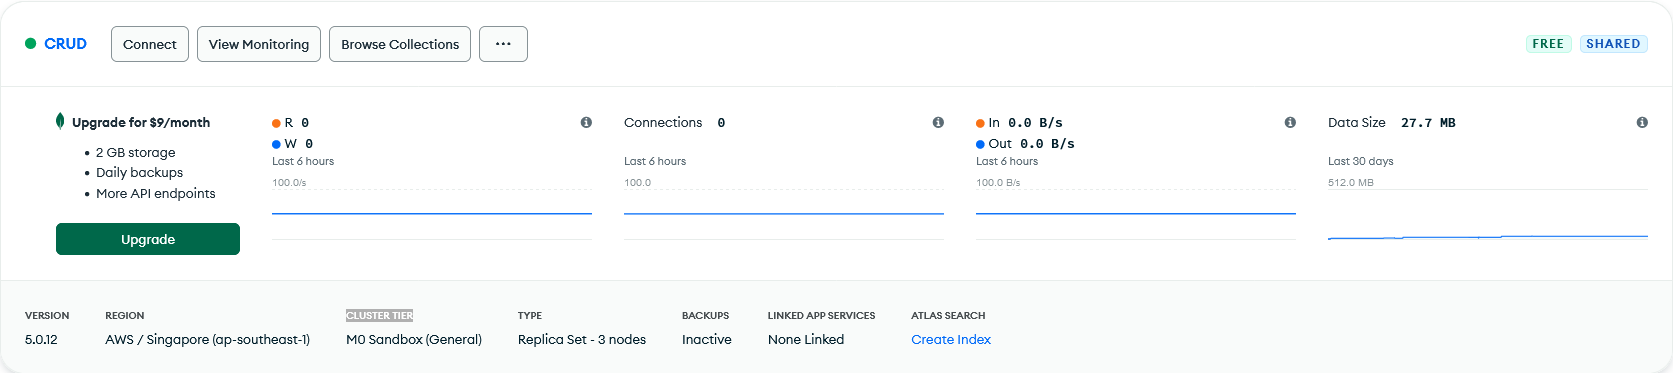 CRUD Connect View Monitoring Browse Collections ... FREE SHARED
Upgrade for $9/month
• 2 GB storage
• Daily backups
• More API endpoints
Upgrade
R 0
W 0
Last 6 hours
100.0/s
Connections 0
Last 6 hours
100.0
In 0.0 B/s
Out 0.0 B/s
Last 6 hours
100.0 B/s
Data Size 27.7 MB
Last 30 days
512.0 MB
VERSION
5.0.12
REGION
AWS / Singapore (ap-southeast-1)
CLUSTER TIER
M0 Sandbox (General)
TYPE
Replica Set - 3 nodes
BACKUPS
Inactive
LINKED APP SERVICES
None Linked
ATLAS SEARCH
Create Index